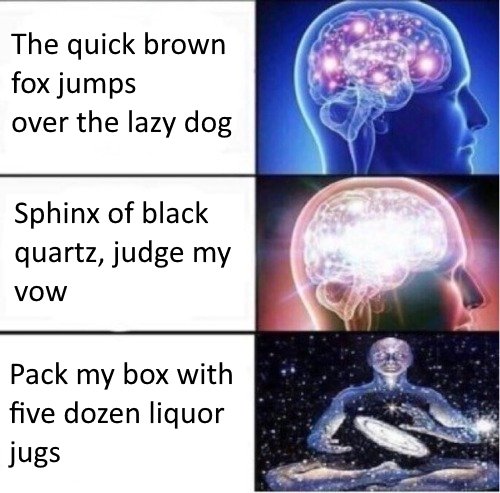 The quick brown
fox jumps
over the lazy dog
Sphinx of black
quartz, judge my
vow
Pack my box with
five dozen liquor
jugs